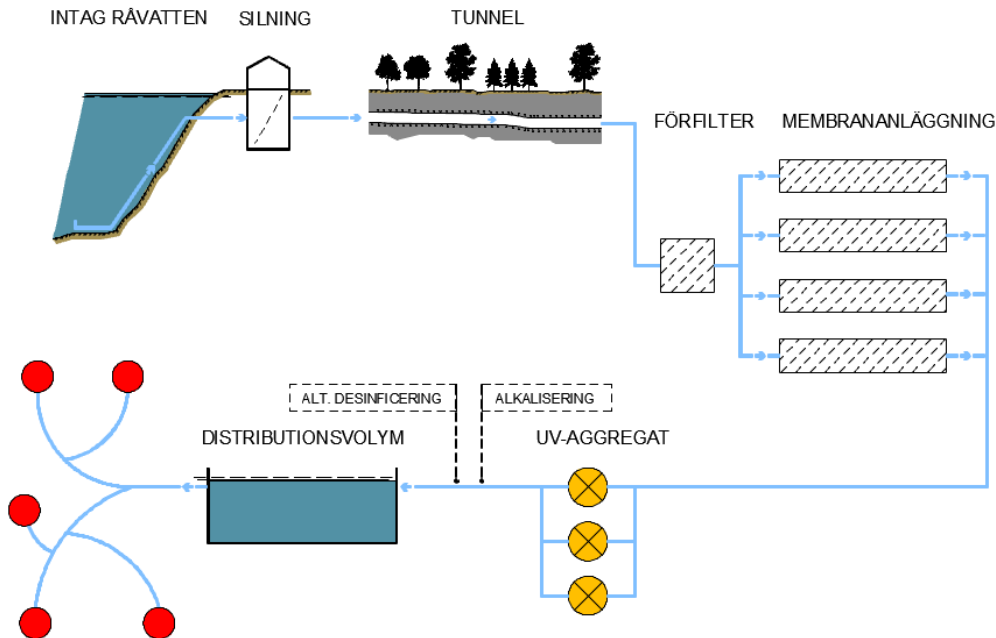 INTAG RÅVATTEN
SILNING
TUNNEL
FÖRFILTER
MEMBRANANLÄGGNING
ALT. DESINFICERING
ALKALISERING
DISTRIBUTIONSVOLYM
UV-AGGREGAT